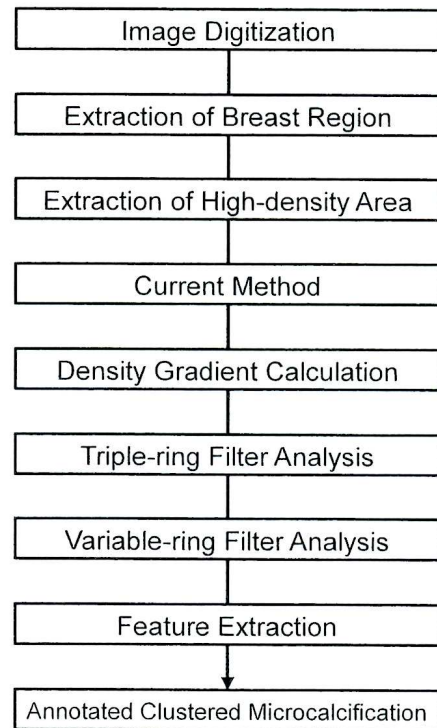 Image Digitization
Extraction of Breast Region
Extraction of High-density Area
Current Method
Density Gradient Calculation
Triple-ring Filter Analysis
Variable-ring Filter Analysis
Feature Extraction
Annotated Clustered Microcalcification